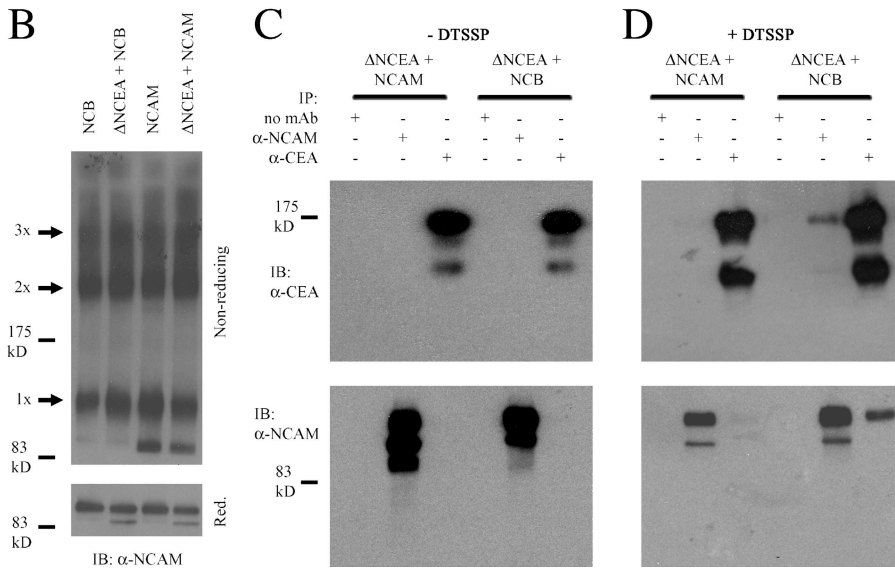 B
NCB
ΔNCEA + NCB
NCAM
ΔNCEA + NCAM
3x
2x
175
kD
1x
83
kD
Non-reducing
83
kD
Red.
IB: α-NCAM
C
- DTSSP
ΔNCEA +
NCAM
ΔNCEA +
NCB
IP:
no mAb + - - + - -
α-NCAM - + - - + -
α-CEA - - + - - +
175
kD
IB:
α-CEA
IB:
α-NCAM
83
kD
D
+ DTSSP
ΔNCEA +
NCAM
ΔNCEA +
NCB
+ - - + - -
- + - - + -
- - + - - +